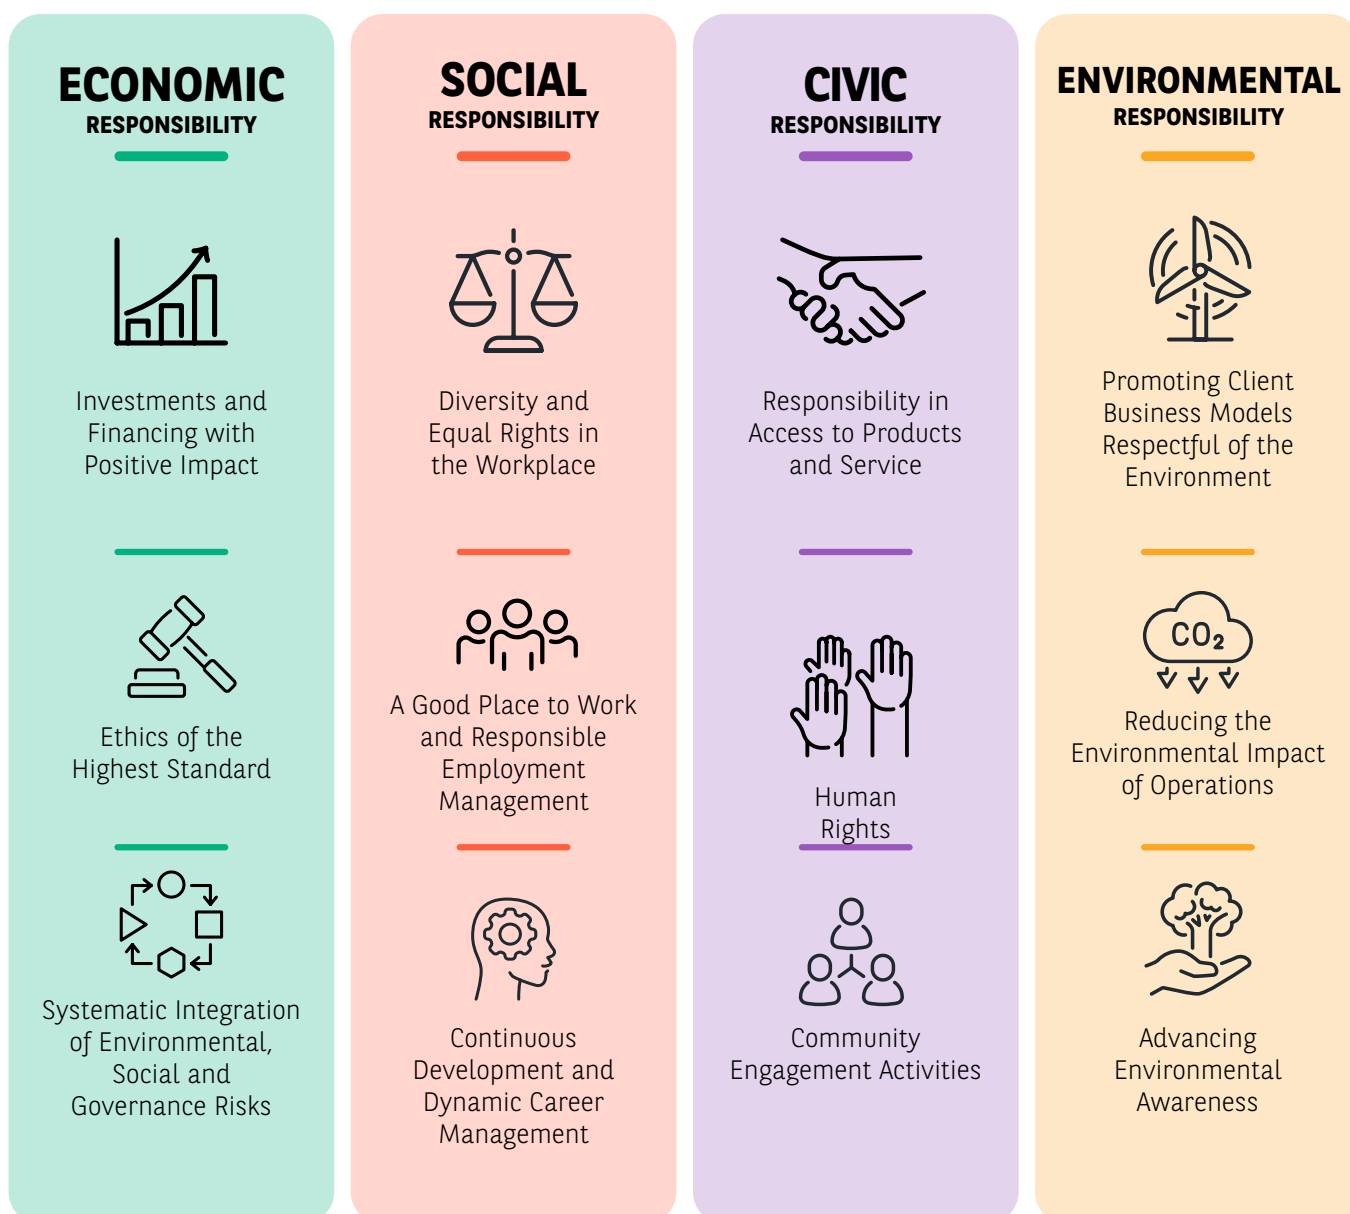 ECONOMIC
RESPONSIBILITY
Investments and
Financing with
Positive Impact
Ethics of the
Highest Standard
Systematic Integration
of Environmental,
Social and
Governance Risks
SOCIAL
RESPONSIBILITY
Diversity and
Equal Rights in
the Workplace
A Good Place to Work
and Responsible
Employment
Management
Continuous
Development and
Dynamic Career
Management
CIVIC
RESPONSIBILITY
Responsibility in
Access to Products
and Service
Human
Rights
Community
Engagement Activities
ENVIRONMENTAL
RESPONSIBILITY
Promoting Client
Business Models
Respectful of the
Environment
CO₂
Reducing the
Environmental Impact
of Operations
Advancing
Environmental
Awareness